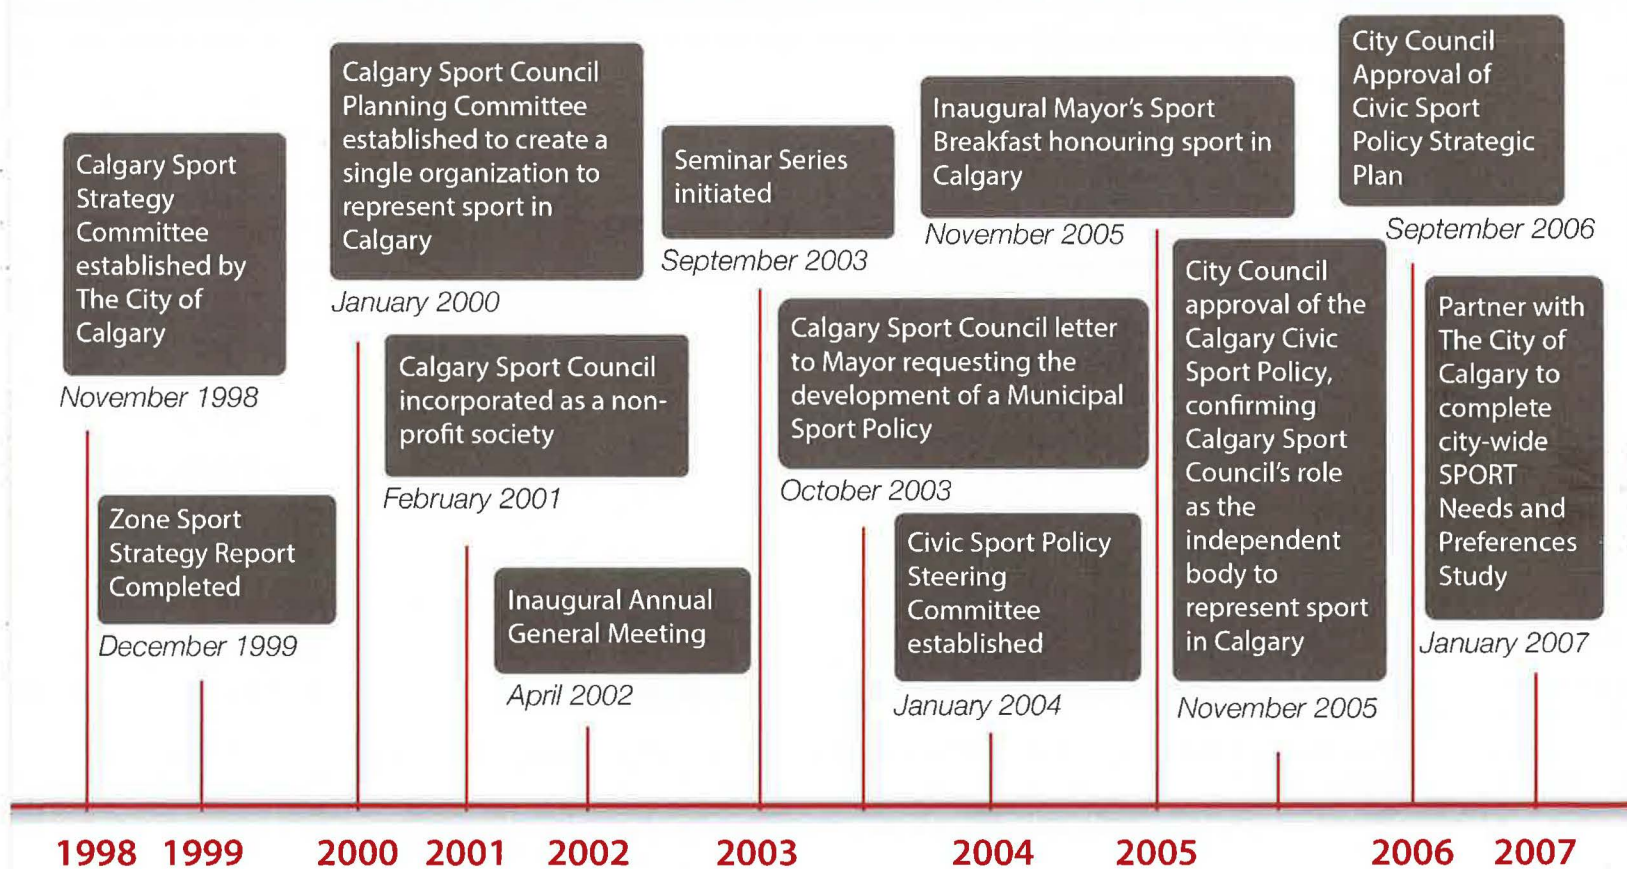 Calgary Sport
Strategy
Committee
established by
The City of
Calgary
November 1998
Zone Sport
Strategy Report
Completed
December 1999
Calgary Sport Council
Planning Committee
established to create a
single organization to
represent sport in
Calgary
January 2000
Calgary Sport Council
incorporated as a non-
profit society
February 2001
Inaugural Annual
General Meeting
April 2002
Seminar Series
initiated
September 2003
Calgary Sport Council letter
to Mayor requesting the
development of a Municipal
Sport Policy
October 2003
Civic Sport Policy
Steering
Committee
established
January 2004
Inaugural Mayor's Sport
Breakfast honouring sport in
Calgary
November 2005
City Council
approval of the
Calgary Civic
Sport Policy,
confirming
Calgary Sport
Council's role
as the
independent
body to
represent sport
in Calgary
November 2005
City Council
Approval of
Civic Sport
Policy Strategic
Plan
September 2006
Partner with
The City of
Calgary to
complete
city-wide
SPORT
Needs and
Preferences
Study
January 2007
1998 1999 2000 2001 2002 2003 2004 2005 2006 2007